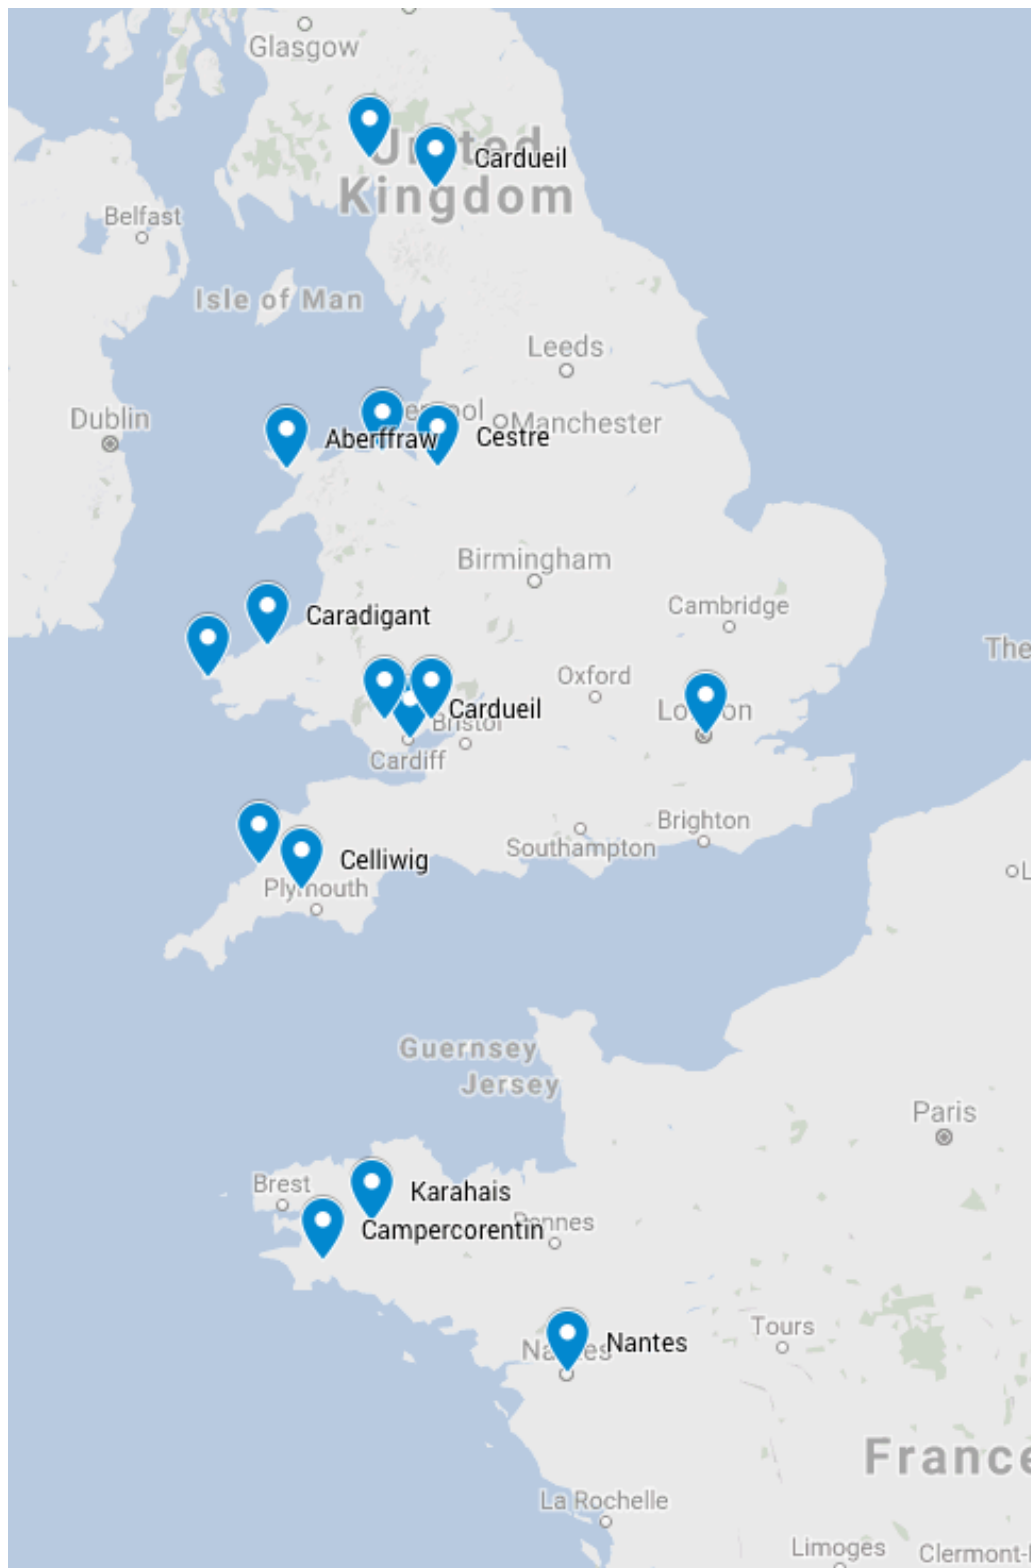 Glasgow
United
Cardueil
Kingdom
Belfast
Isle of Man
Leeds
Dublin
Manchester
Aberffraw
Cestre
Birmingham
Caradigant
Cambridge
The
Oxford
London
Cardueil
Bristol
Cardiff
Brighton
Southampton
Celliwig
Plymouth
Guernsey
Jersey
Paris
Brest
Karahais
Campercorentin
Rennes
Tours
Nantes
Nantes
France
La Rochelle
Limoges
Clermont-